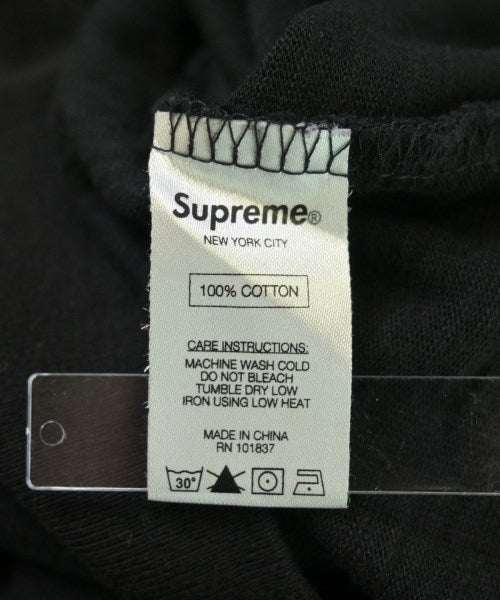 Supreme®
NEW YORK CITY
100% COTTON
CARE INSTRUCTIONS:
MACHINE WASH COLD
DO NOT BLEACH
TUMBLE DRY LOW
IRON USING LOW HEAT
MADE IN CHINA
RN 101837
30°